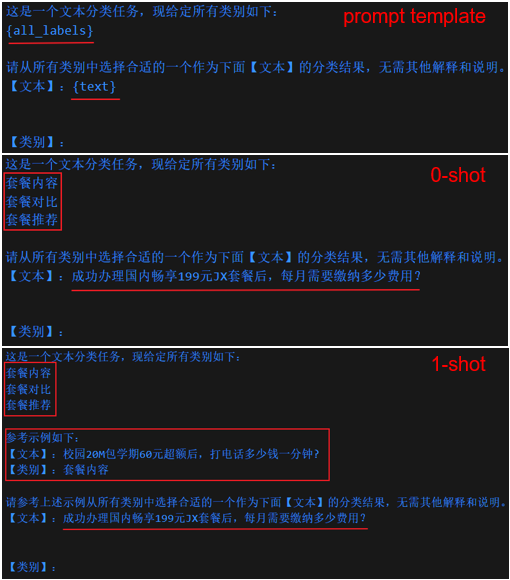 这是一个文本分类任务，现给定所有类别如下：
prompt template
{all_labels}
请从所有类别中选择合适的一个作为下面【文本】的分类结果，无需其他解释和说明。
【文本】：{text}
【类别】：
这是一个文本分类任务，现给定所有类别如下：
0-shot
套餐内容
套餐对比
套餐推荐
请从所有类别中选择合适的一个作为下面【文本】的分类结果，无需其他解释和说明。
【文本】：成功办理国内畅享199元JX套餐后，每月需要缴纳多少费用？
【类别】：
这是一个文本分类任务，现给定所有类别如下：
1-shot
套餐内容
套餐对比
套餐推荐
参考示例如下：
【文本】：校园20M包学期60元超额后，打电话多少钱一分钟？
【类别】：套餐内容
请参考上述示例从所有类别中选择合适的一个作为下面【文本】的分类结果，无需其他解释和说明。
【文本】：成功办理国内畅享199元JX套餐后，每月需要缴纳多少费用？
【类别】：